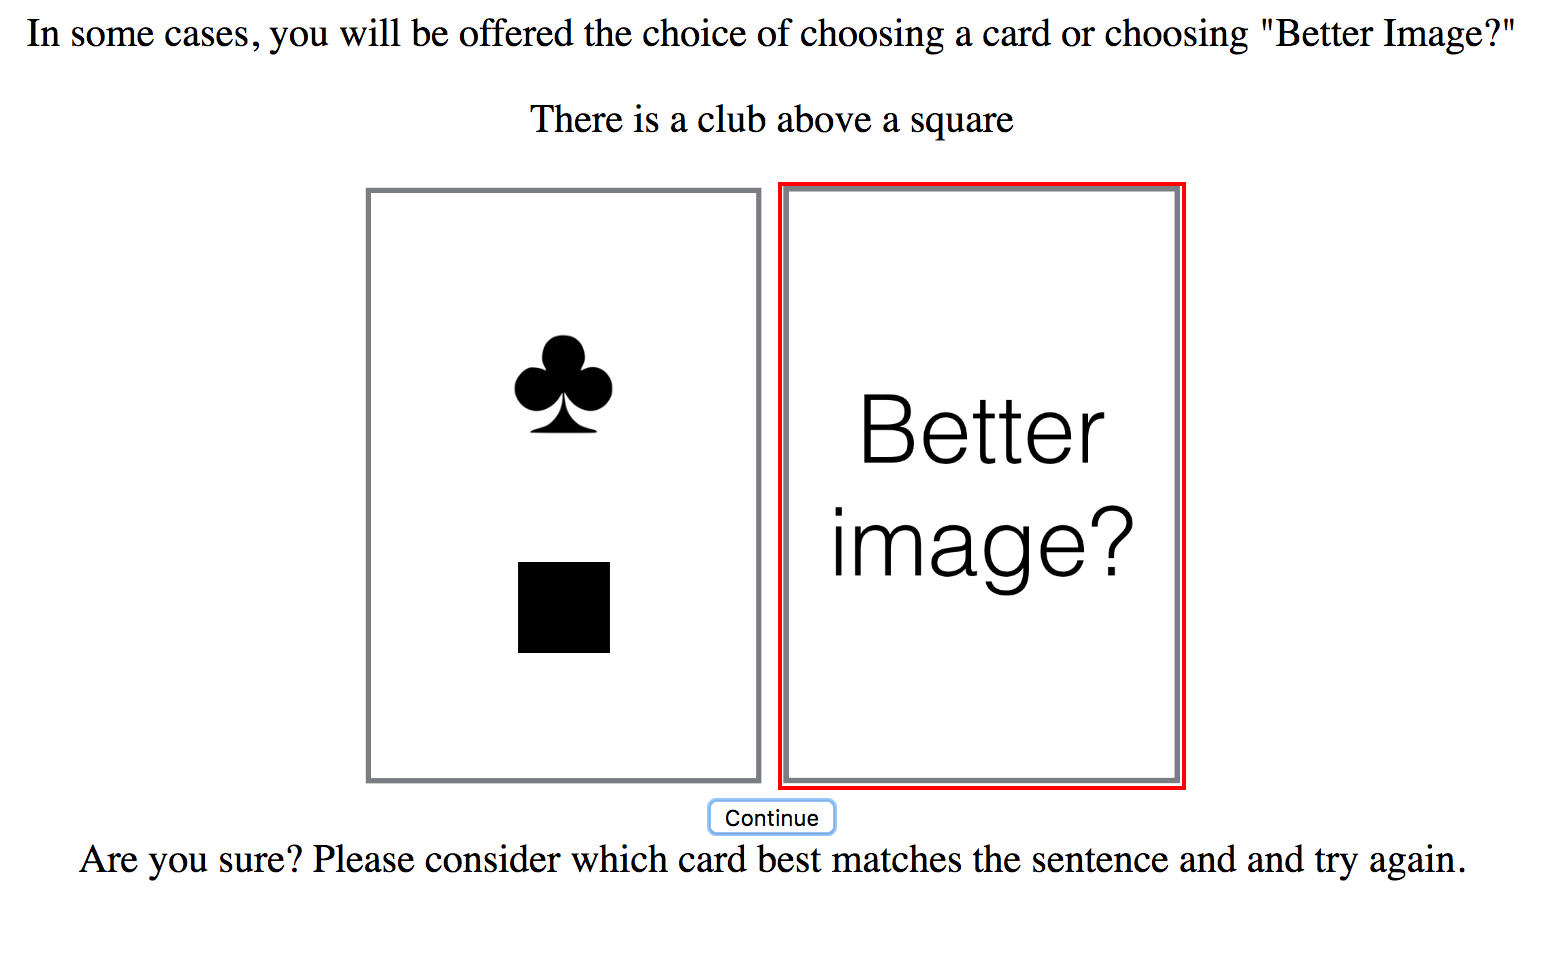 In some cases, you will be offered the choice of choosing a card or choosing "Better Image?"
There is a club above a square
Better
image?
Continue
Are you sure? Please consider which card best matches the sentence and and try again.